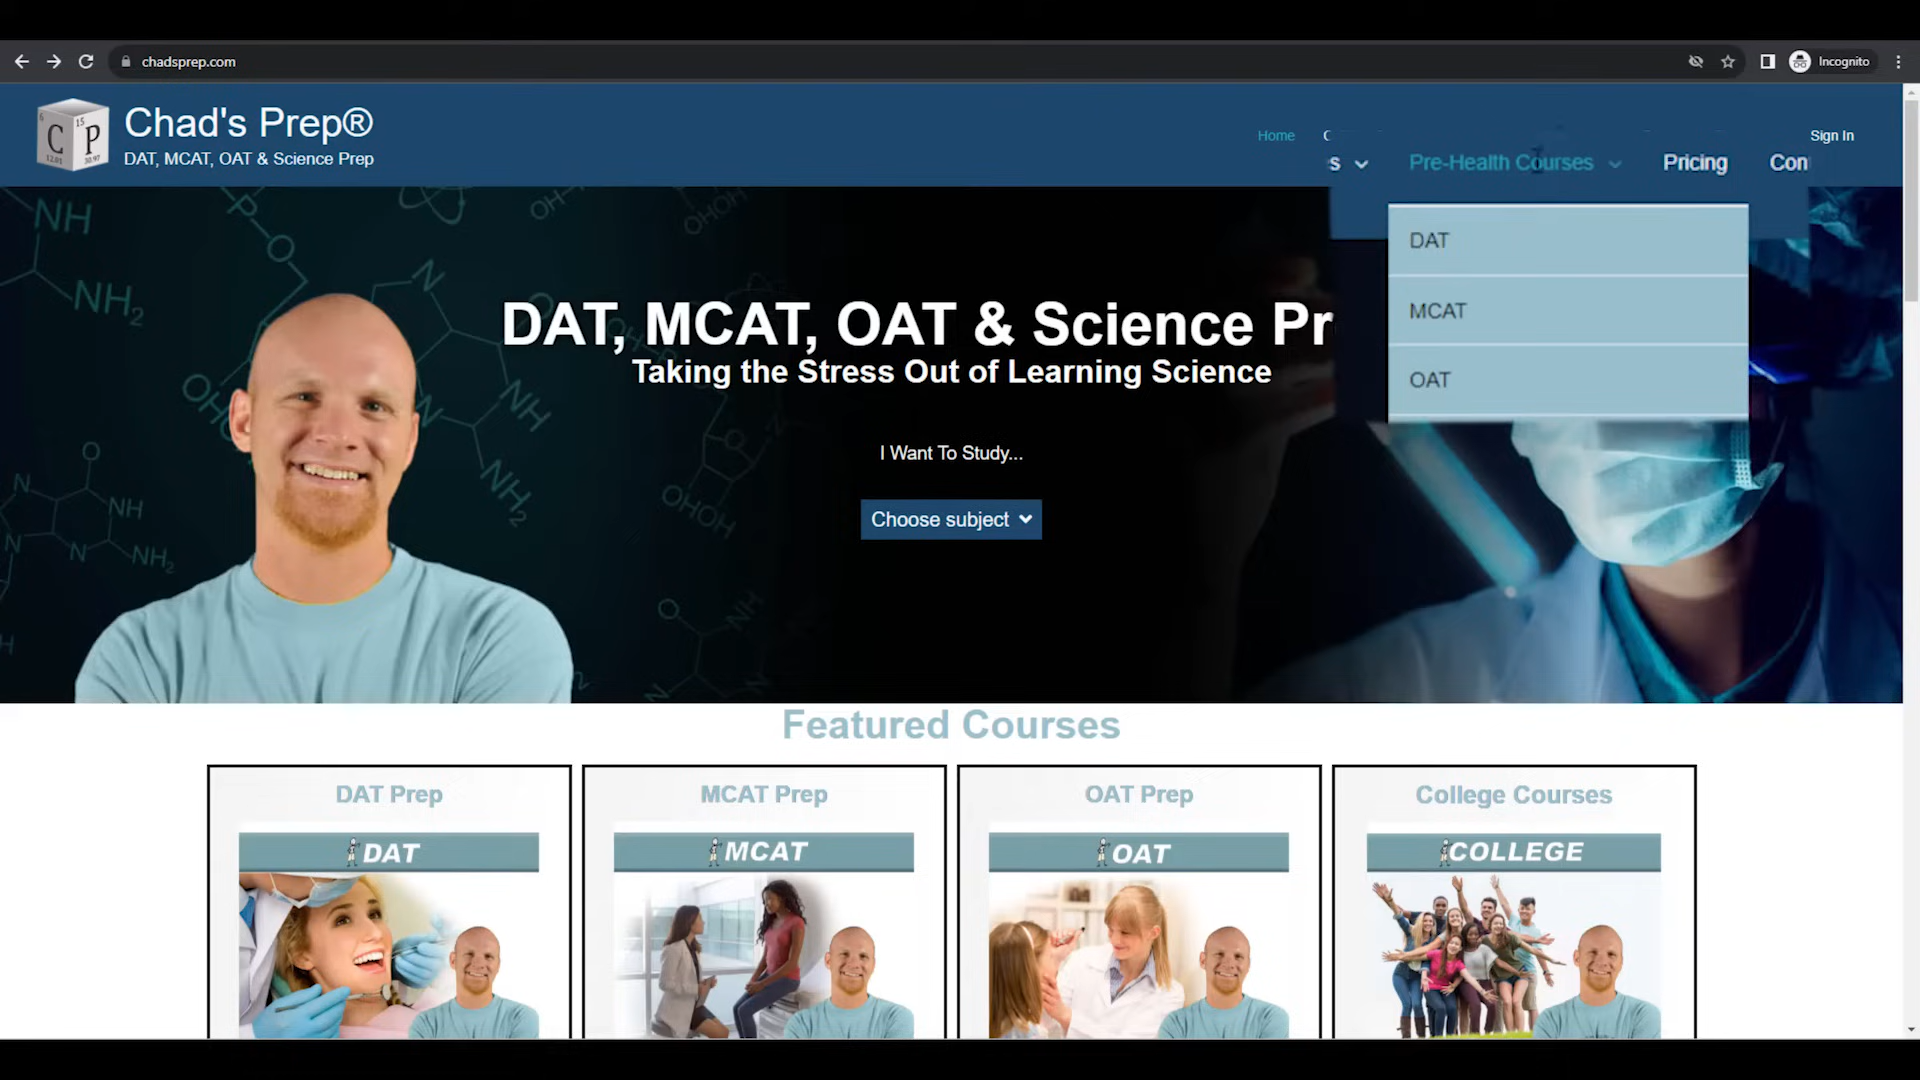 chadsprep.com
Incognito
Chad's Prep®
DAT, MCAT, OAT & Science Prep
Home
Sign In
Pre-Health Courses
Pricing
DAT
MCAT
OAT
DAT, MCAT, OAT & Science Pr
Taking the Stress Out of Learning Science
I Want To Study...
Choose subject
Featured Courses
DAT Prep
MCAT Prep
OAT Prep
College Courses
DAT
MCAT
OAT
COLLEGE